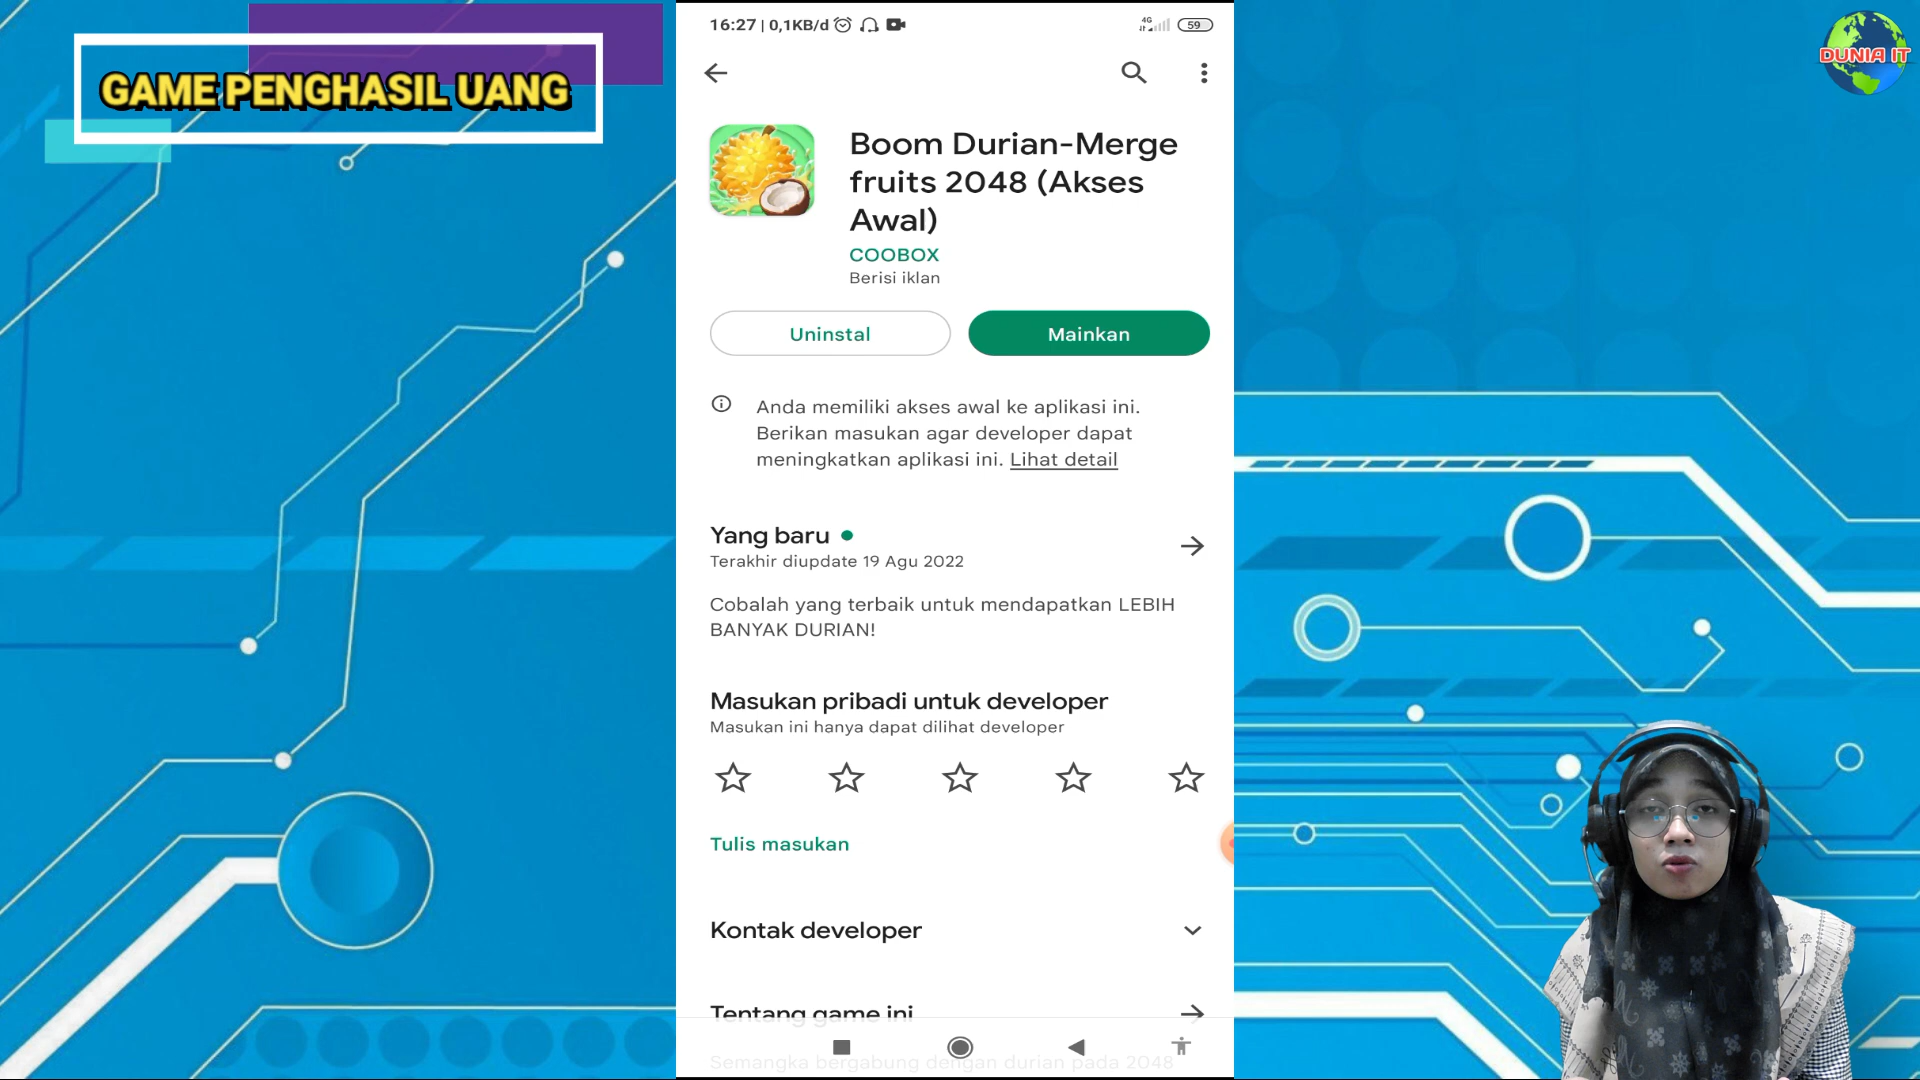 GAME PENGHASIL UANG
DUNIA IT
16:27 | 0,1KB/d
4G
59
Boom Durian-Merge
fruits 2048 (Akses
Awal)
COOBOX
Berisi iklan
Uninstal
Mainkan
Anda memiliki akses awal ke aplikasi ini.
Berikan masukan agar developer dapat
meningkatkan aplikasi ini. Lihat detail
Yang baru
Terakhir diupdate 19 Agu 2022
Cobalah yang terbaik untuk mendapatkan LEBIH
BANYAK DURIAN!
Masukan pribadi untuk developer
Masukan ini hanya dapat dilihat developer
Tulis masukan
Kontak developer
Tentang game ini
Semangka bergabung dengan durian pada 2048